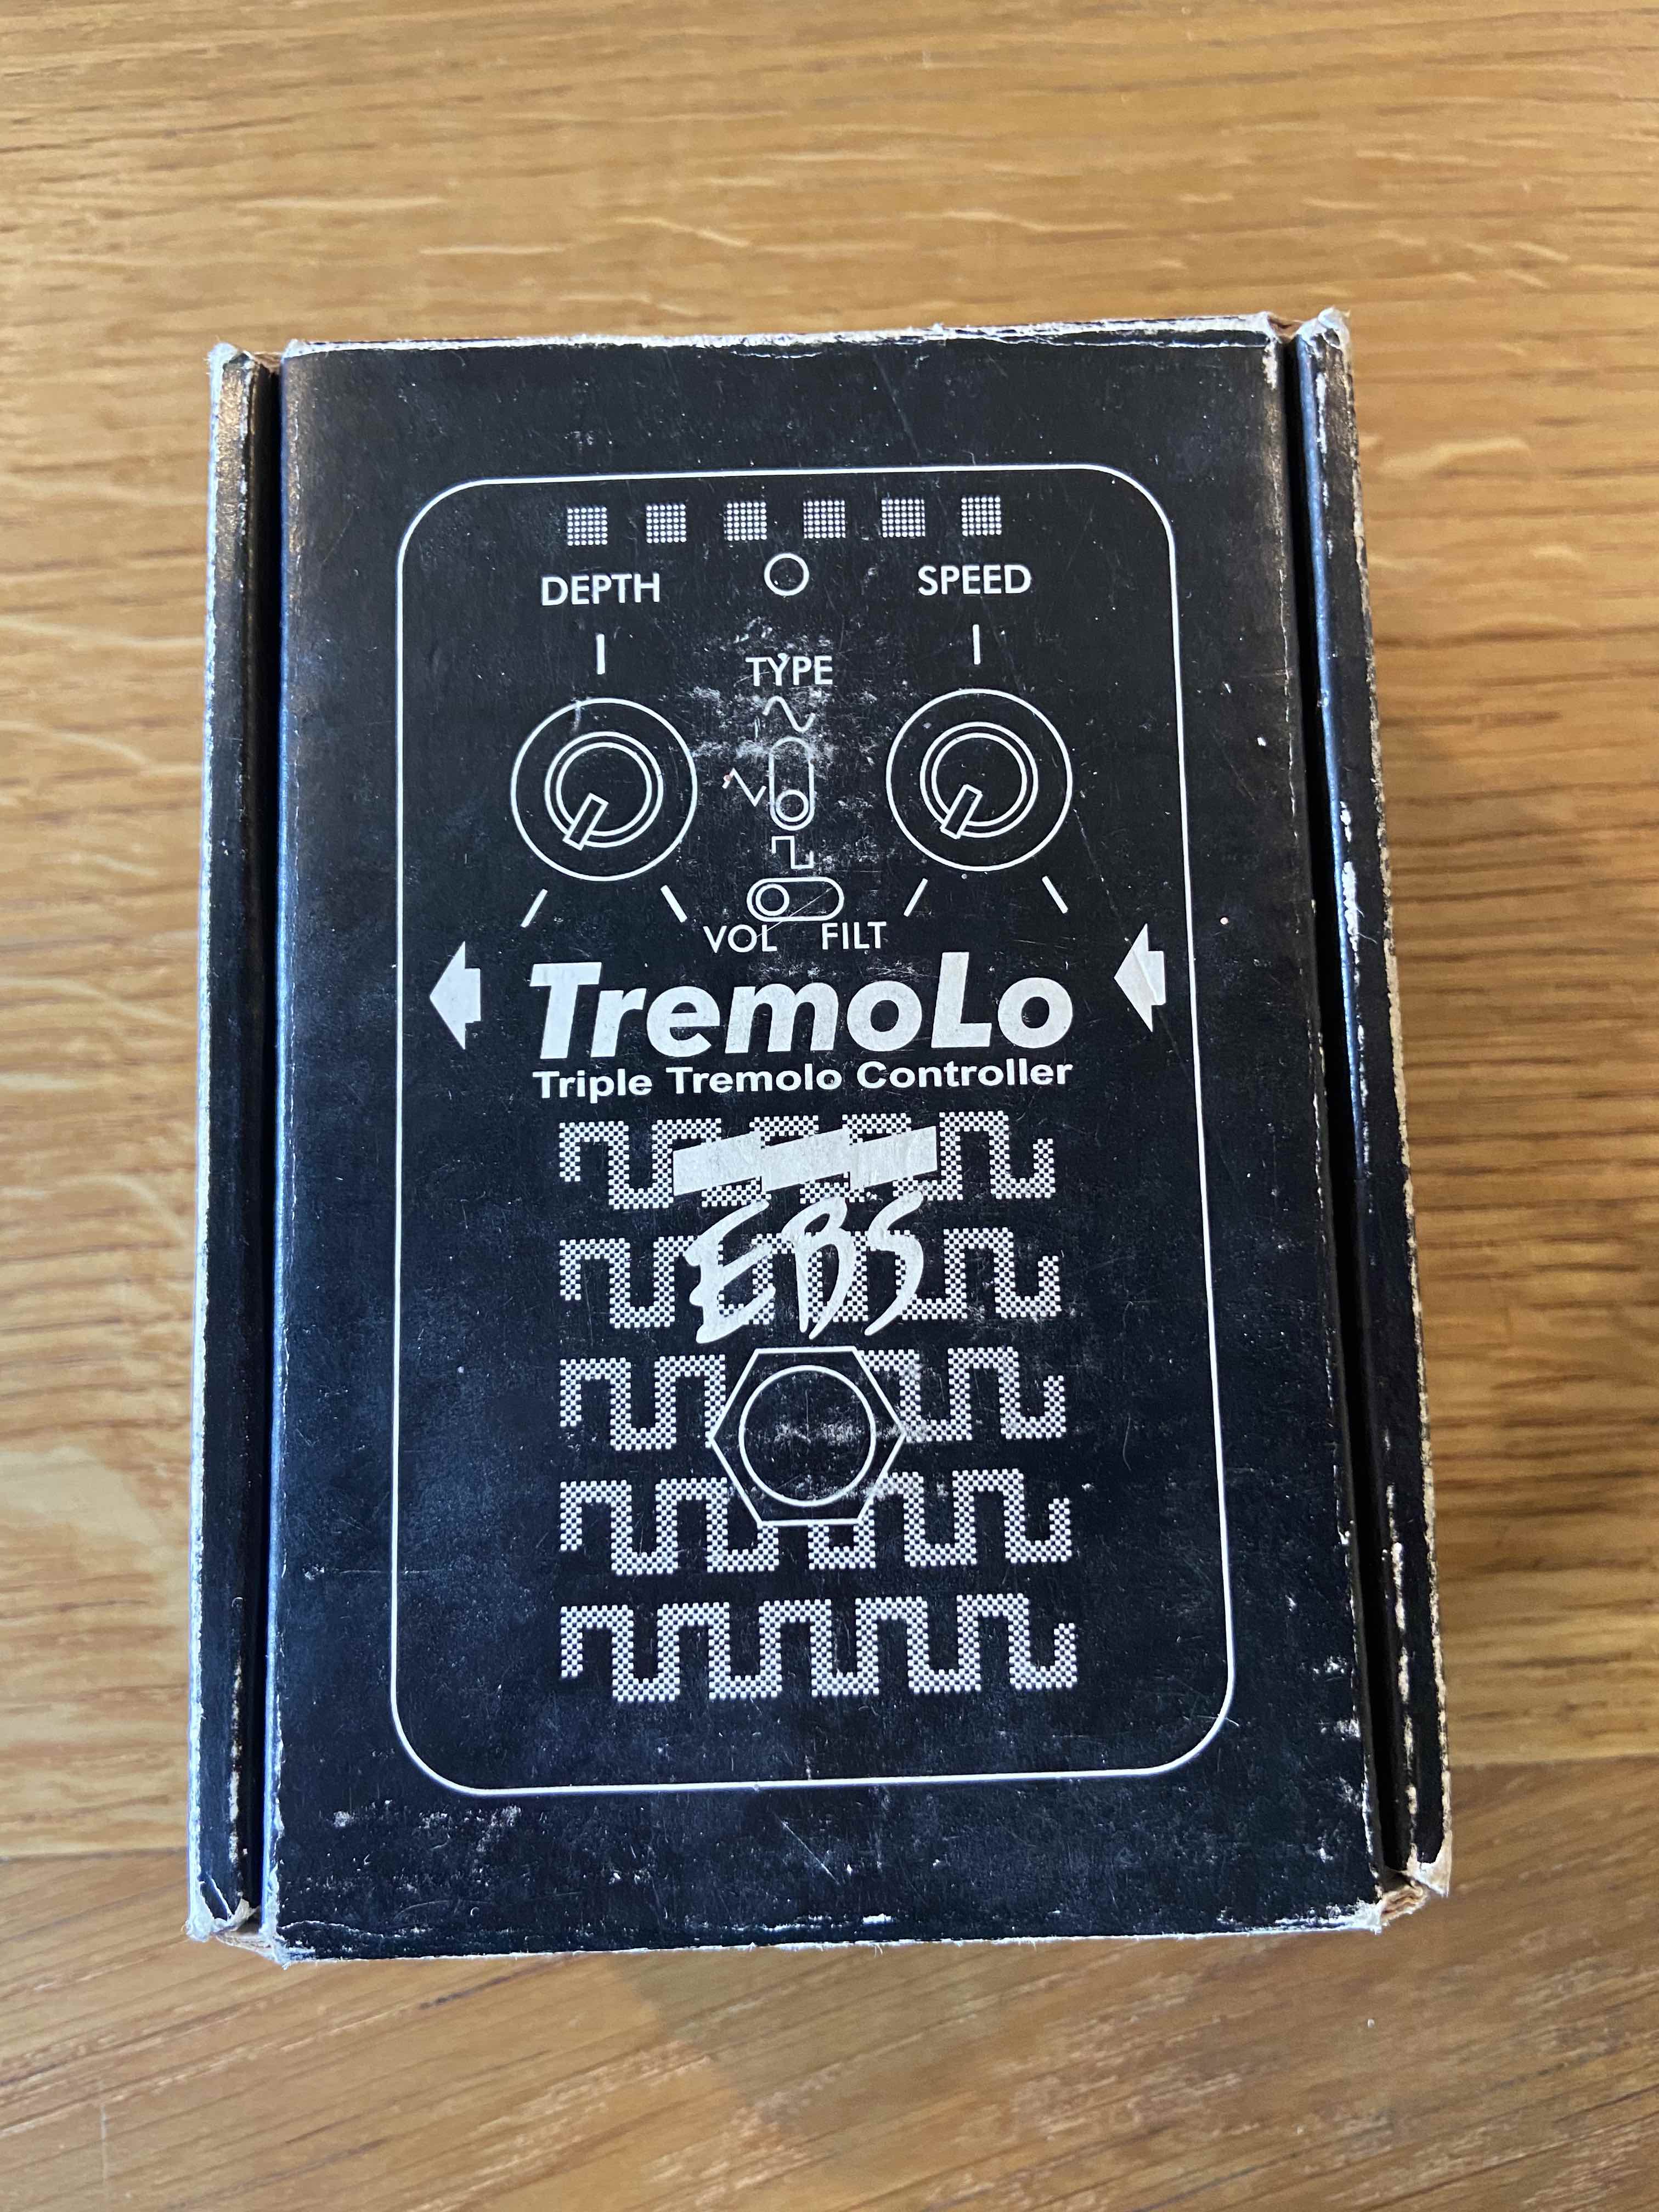 DEPTH
SPEED
TYPE
VOL FILT
TremoLo
Triple Tremolo Controller
EBS